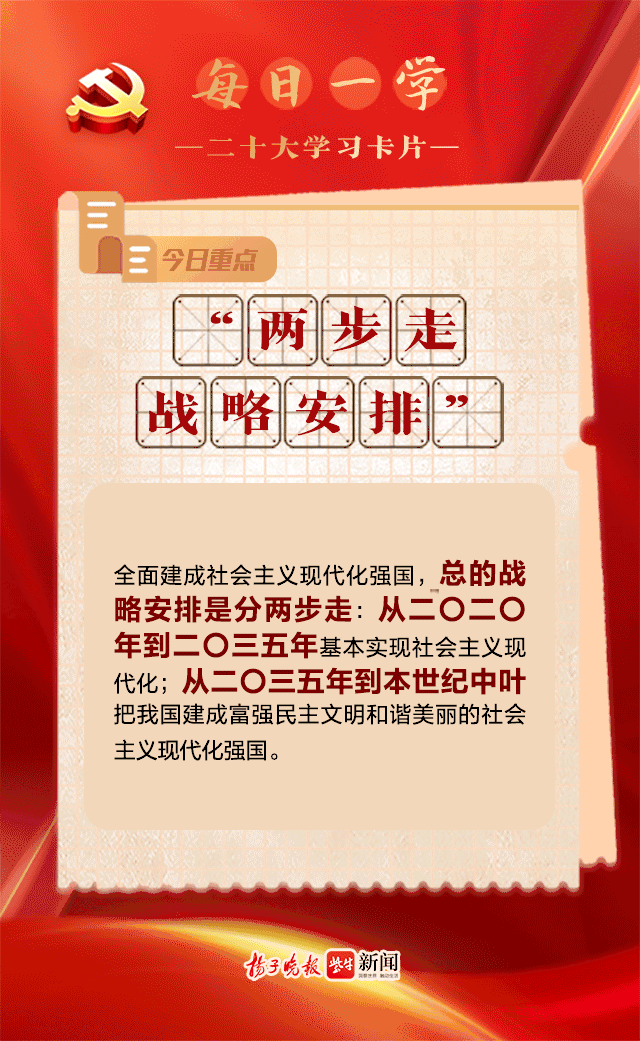 每日一学
二十大学习卡片
今日重点
“两步走
战略安排”
全面建成社会主义现代化强国，总的战
略安排是分两步走：从二〇二〇
年到二〇三五年基本实现社会主义现
代化；从二〇三五年到本世纪中叶
把我国建成富强民主文明和谐美丽的社会
主义现代化强国。
扬子晚报 紫牛新闻